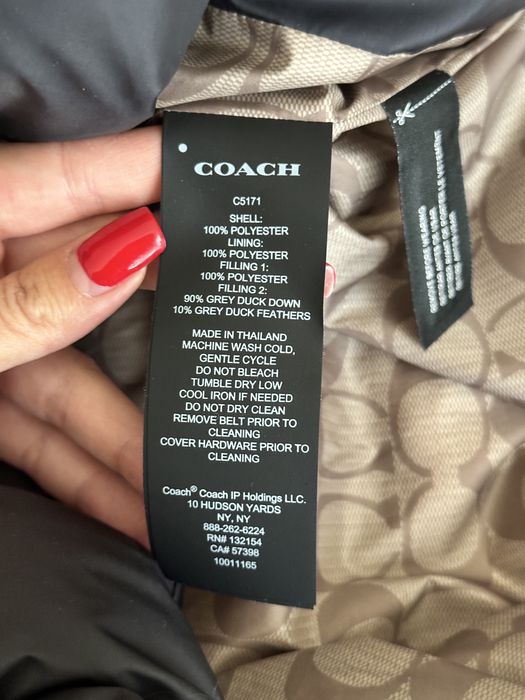 COACH
C5171
SHELL:
100% POLYESTER
LINING:
100% POLYESTER
FILLING 1:
100% POLYESTER
FILLING 2:
90% GREY DUCK DOWN
10% GREY DUCK FEATHERS
MADE IN THAILAND
MACHINE WASH COLD,
GENTLE CYCLE
DO NOT BLEACH
TUMBLE DRY LOW
COOL IRON IF NEEDED
DO NOT DRY CLEAN
REMOVE BELT PRIOR TO
CLEANING
COVER HARDWARE PRIOR TO
CLEANING
Coach® Coach IP Holdings LLC.
10 HUDSON YARDS
NY, NY
888-262-6224
RN# 132154
CA# 57398
10011165